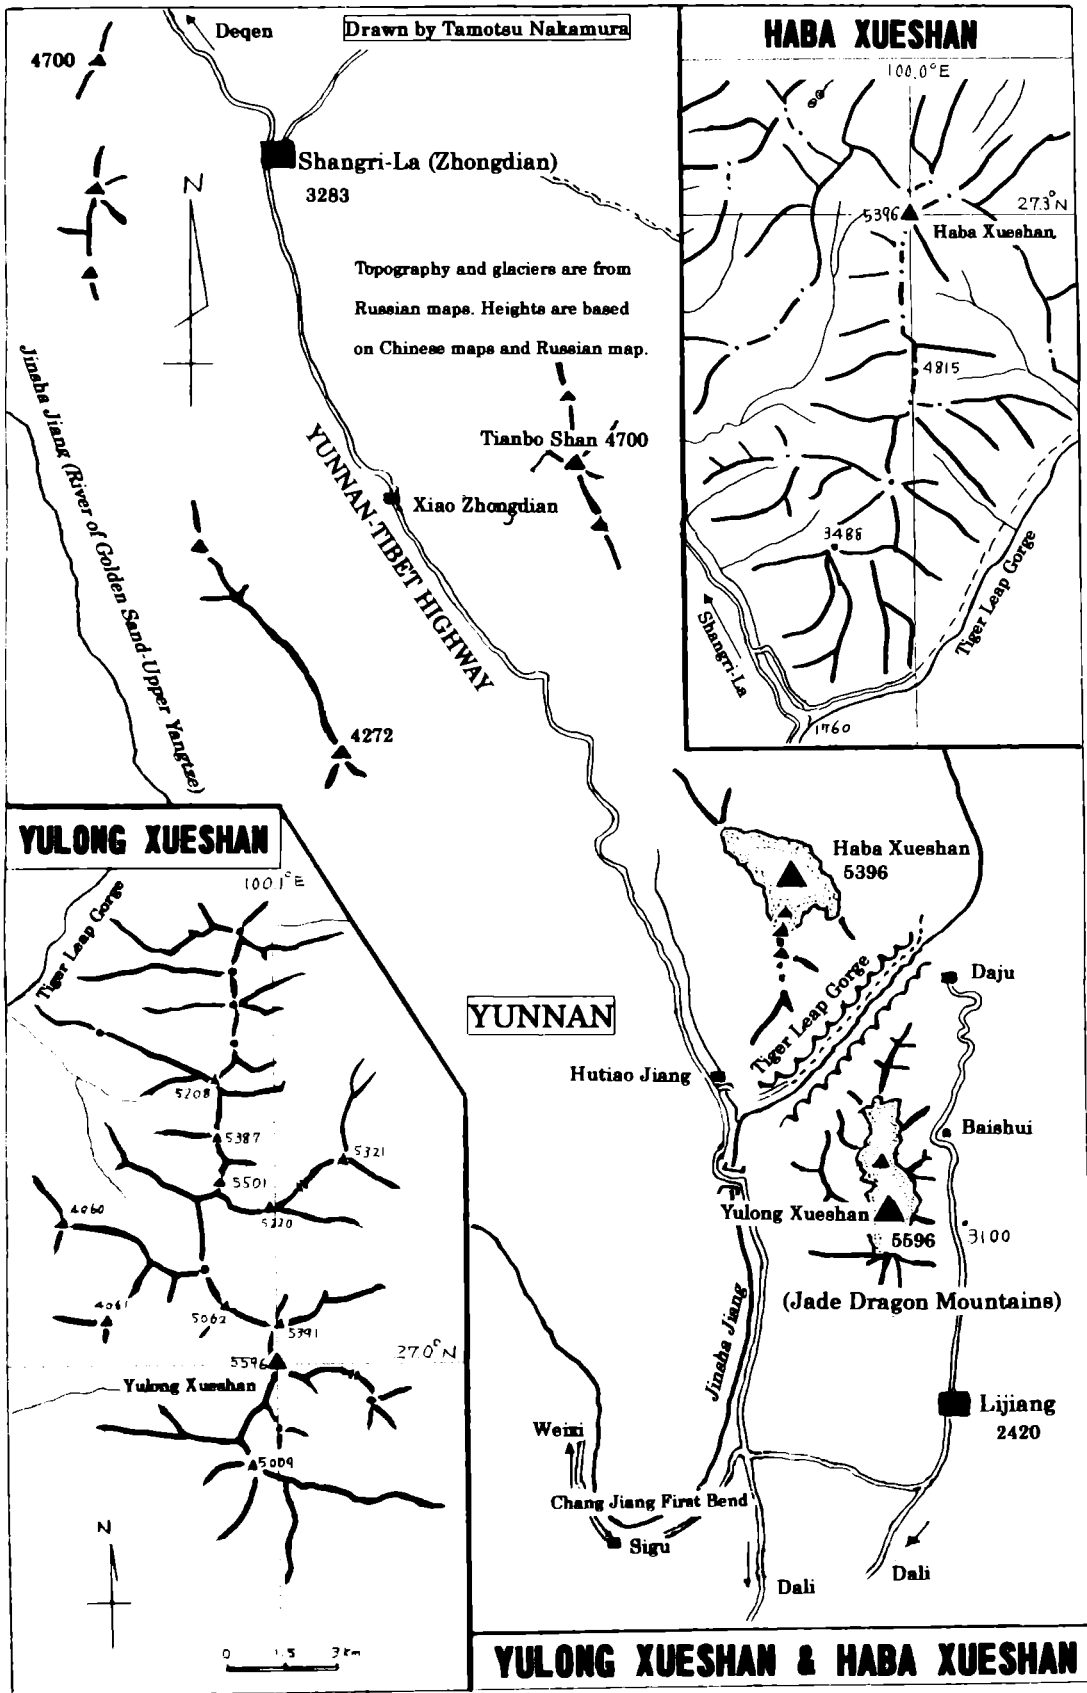 Deqen
Drawn by Tamotsu Nakamura
4700
Shangri-La (Zhongdian)
3283
N
Topography and glaciers are from
Russian maps. Heights are based
on Chinese maps and Russian map.
Jinsha Jiang (River of Golden Sand-Upper Yangtze)
YUNNAN-TIBET HIGHWAY
Tianbo Shan 4700
Xiao Zhongdian
4272
HABA XUESHAN
100.0°E
27.3°N
5396
Haba Xueshan
4815
3488
Tiger Leap Gorge
Shangri-La
1760
YULONG XUESHAN
100.1°E
Tiger Leap Gorge
5208
5387
5321
5501
5220
4060
4061
5062
5391
27.0°N
5596
Yulong Xueshan
5009
N
0 1.5 3 km
Haba Xueshan
5396
Tiger Leap Gorge
Daju
YUNNAN
Hutiao Jiang
Baishui
Yulong Xueshan
5596
3100
(Jade Dragon Mountains)
Jinsha Jiang
Lijiang
2420
Weixi
Chang Jiang First Bend
Sigu
Dali
Dali
YULONG XUESHAN & HABA XUESHAN